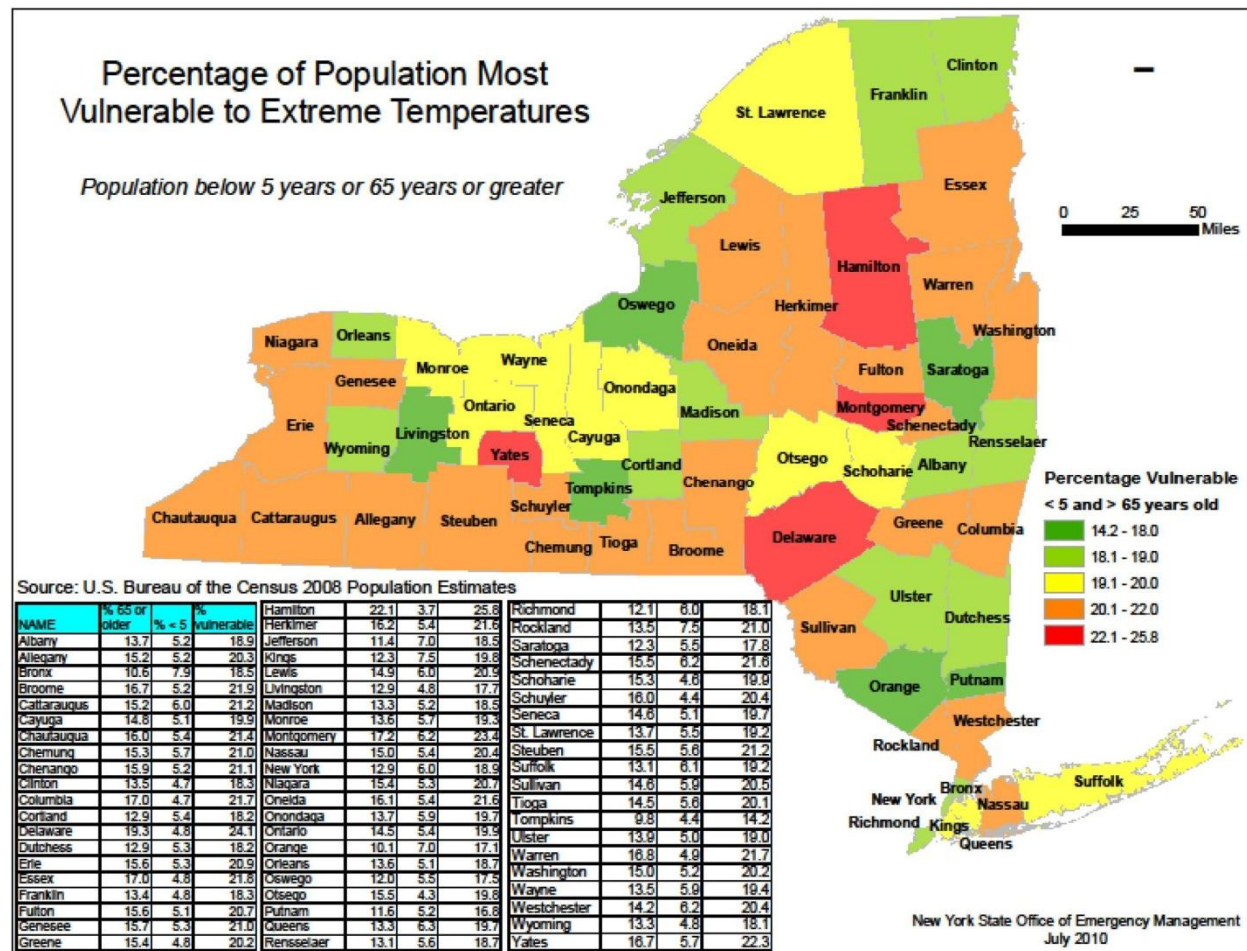 Percentage of Population Most
Vulnerable to Extreme Temperatures
Population below 5 years or 65 years or greater
Clinton
Franklin
St. Lawrence
Essex
Jefferson
Lewis
Hamilton
Warren
Oswego
Herkimer
Washington
Oneida
Niagara
Orleans
Monroe
Wayne
Fulton
Saratoga
Genesee
Onondaga
Madison
Ontario
Seneca
Montgomery
Schenectady
Erie
Wyoming
Livingston
Cayuga
Rensselaer
Yates
Cortland
Otsego
Schoharie
Albany
Tompkins
Chenango
Schuyler
Chautauqua
Cattaraugus
Allegany
Steuben
Greene
Columbia
Delaware
Chemung
Tioga
Broome
Ulster
Dutchess
Sullivan
Orange
Putnam
Westchester
Rockland
Bronx
Suffolk
New York
Nassau
Richmond
Kings
Queens
0 25 50
Miles
Percentage Vulnerable
< 5 and > 65 years old
14.2 - 18.0
18.1 - 19.0
19.1 - 20.0
20.1 - 22.0
22.1 - 25.8
Source: U.S. Bureau of the Census 2008 Population Estimates
NAME % 65 or older % < 5 % vulnerable
Albany 13.7 5.2 18.9
Allegany 15.2 5.2 20.3
Bronx 10.6 7.9 18.5
Broome 16.7 5.2 21.9
Cattaraugus 15.2 6.0 21.2
Cayuga 14.8 5.1 19.9
Chautauqua 16.0 5.4 21.4
Chemung 15.3 5.7 21.0
Chenango 15.9 5.2 21.1
Clinton 13.5 4.7 18.3
Columbia 17.0 4.7 21.7
Cortland 12.9 5.4 18.2
Delaware 19.3 4.8 24.1
Dutchess 12.9 5.3 18.2
Erie 15.6 5.3 20.9
Essex 17.0 4.8 21.8
Franklin 13.4 4.8 18.3
Fulton 15.6 5.1 20.7
Genesee 15.7 5.3 21.0
Greene 15.4 4.8 20.2
Hamilton 22.1 3.7 25.8
Herkimer 16.2 5.4 21.6
Jefferson 11.4 7.0 18.5
Kings 12.3 7.5 19.8
Lewis 14.9 6.0 20.9
Livingston 12.9 4.8 17.7
Madison 13.3 5.2 18.5
Monroe 13.6 5.7 19.3
Montgomery 17.2 6.2 23.4
Nassau 15.0 5.4 20.4
New York 12.9 6.0 18.9
Niagara 15.4 5.3 20.7
Oneida 16.1 5.4 21.6
Onondaga 13.7 5.9 19.7
Ontario 14.5 5.4 19.9
Orange 10.1 7.0 17.1
Orleans 13.6 5.1 18.7
Oswego 12.0 5.5 17.5
Otsego 15.5 4.3 19.8
Putnam 11.6 5.2 16.8
Queens 13.3 6.3 19.7
Rensselaer 13.1 5.6 18.7
Richmond 12.1 6.0 18.1
Rockland 13.5 7.5 21.0
Saratoga 12.3 5.5 17.8
Schenectady 15.5 6.2 21.6
Schoharie 15.3 4.6 19.9
Schuyler 16.0 4.4 20.4
Seneca 14.6 5.1 19.7
St. Lawrence 13.7 5.5 19.2
Steuben 15.5 5.6 21.2
Suffolk 13.1 6.1 19.2
Sullivan 14.6 5.9 20.5
Tioga 14.5 5.6 20.1
Tompkins 9.8 4.4 14.2
Ulster 13.9 5.0 19.0
Warren 16.8 4.9 21.7
Washington 15.0 5.2 20.2
Wayne 13.5 5.9 19.4
Westchester 14.2 6.2 20.4
Wyoming 13.3 4.8 18.1
Yates 16.7 5.7 22.3
New York State Office of Emergency Management
July 2010